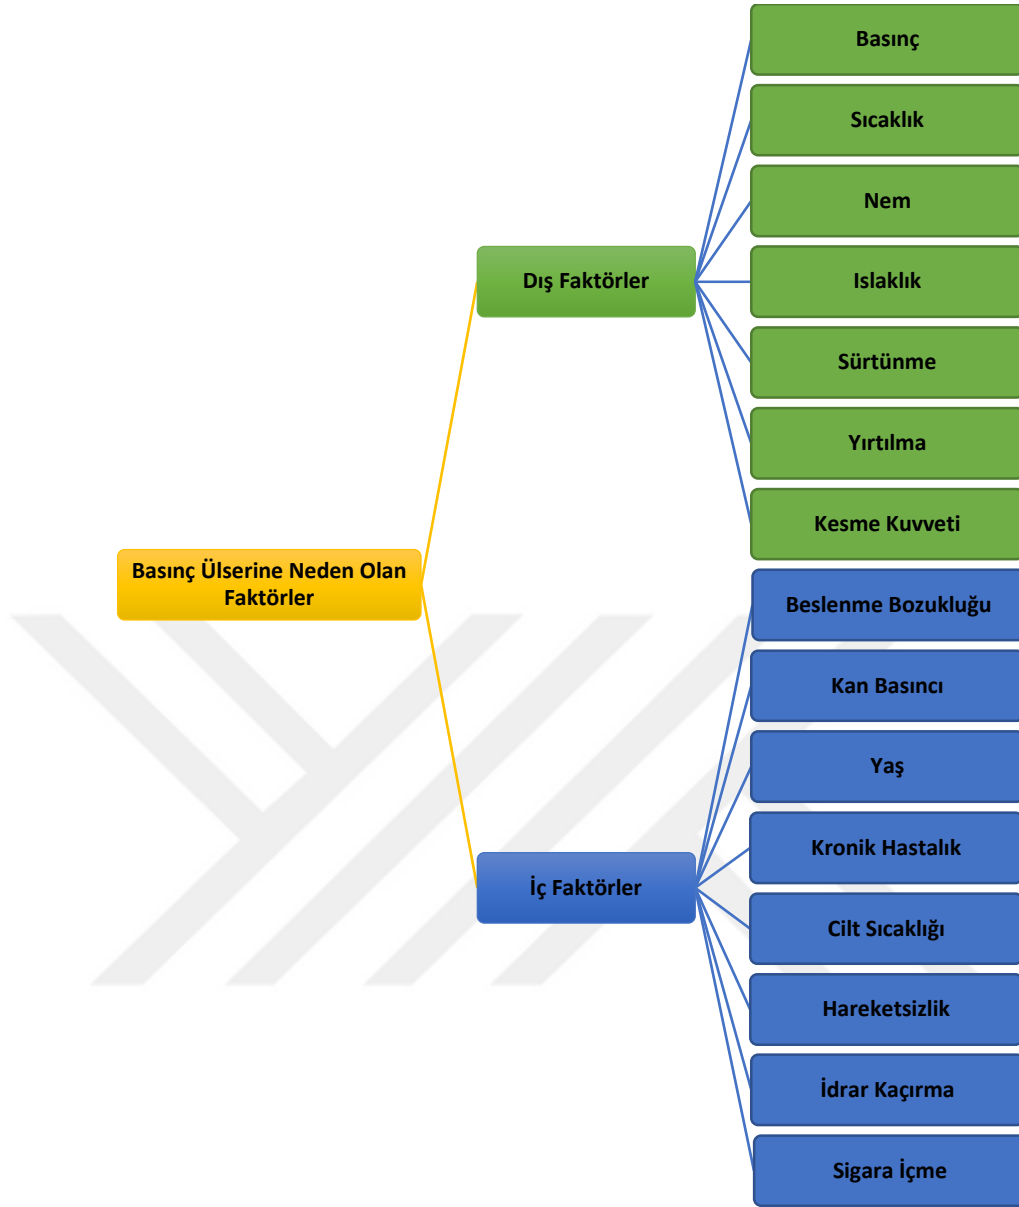 Basınç Ülserine Neden Olan
Faktörler
Dış Faktörler
Basınç
Sıcaklık
Nem
Islaklık
Sürtünme
Yırtılma
Kesme Kuvveti
İç Faktörler
Beslenme Bozukluğu
Kan Basıncı
Yaş
Kronik Hastalık
Cilt Sıcaklığı
Hareketsizlik
İdrar Kaçırma
Sigara İçme